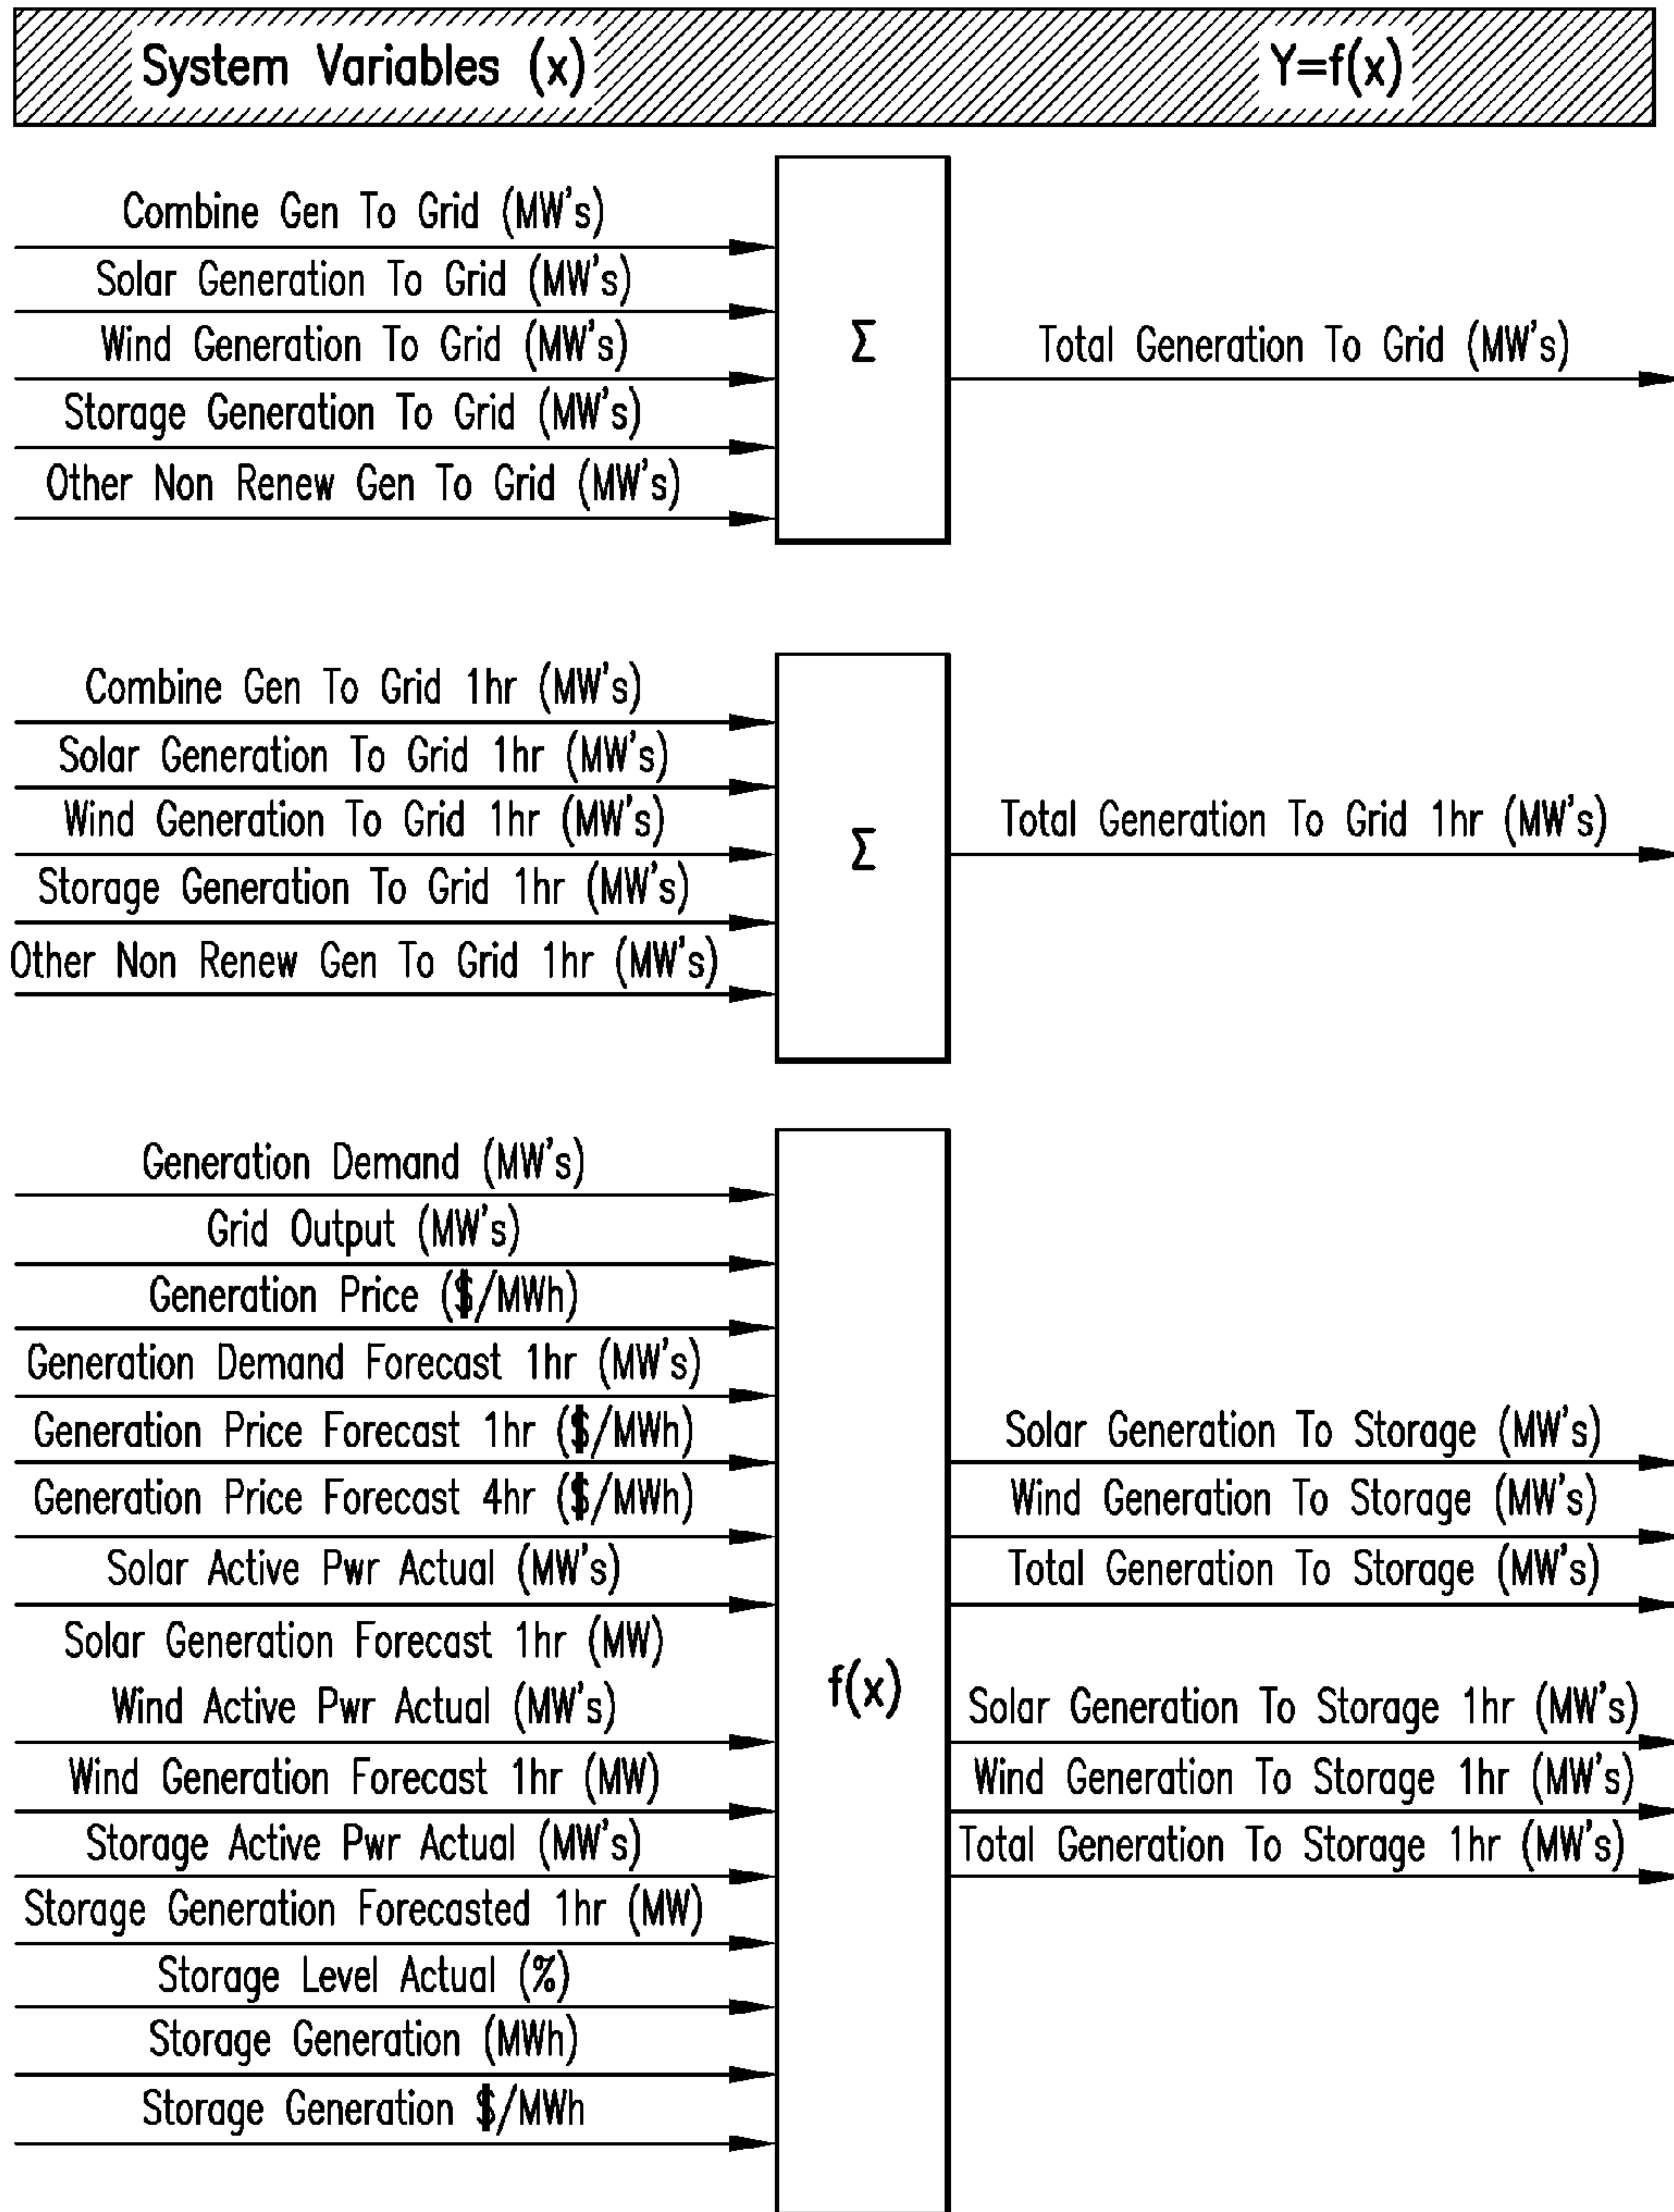 System Variables (x)
Y=f(x)
Combine Gen To Grid (MW's)
Solar Generation To Grid (MW's)
Wind Generation To Grid (MW's)
Storage Generation To Grid (MW's)
Other Non Renew Gen To Grid (MW's)
Σ
Total Generation To Grid (MW's)
Combine Gen To Grid 1hr (MW's)
Solar Generation To Grid 1hr (MW's)
Wind Generation To Grid 1hr (MW's)
Storage Generation To Grid 1hr (MW's)
Other Non Renew Gen To Grid 1hr (MW's)
Σ
Total Generation To Grid 1hr (MW's)
Generation Demand (MW's)
Grid Output (MW's)
Generation Price ($/MWh)
Generation Demand Forecast 1hr (MW's)
Generation Price Forecast 1hr ($/MWh)
Generation Price Forecast 4hr ($/MWh)
Solar Active Pwr Actual (MW's)
Solar Generation Forecast 1hr (MW)
Wind Active Pwr Actual (MW's)
Wind Generation Forecast 1hr (MW)
Storage Active Pwr Actual (MW's)
Storage Generation Forecasted 1hr (MW)
Storage Level Actual (%)
Storage Generation (MWh)
Storage Generation $/MWh
f(x)
Solar Generation To Storage (MW's)
Wind Generation To Storage (MW's)
Total Generation To Storage (MW's)
Solar Generation To Storage 1hr (MW's)
Wind Generation To Storage 1hr (MW's)
Total Generation To Storage 1hr (MW's)